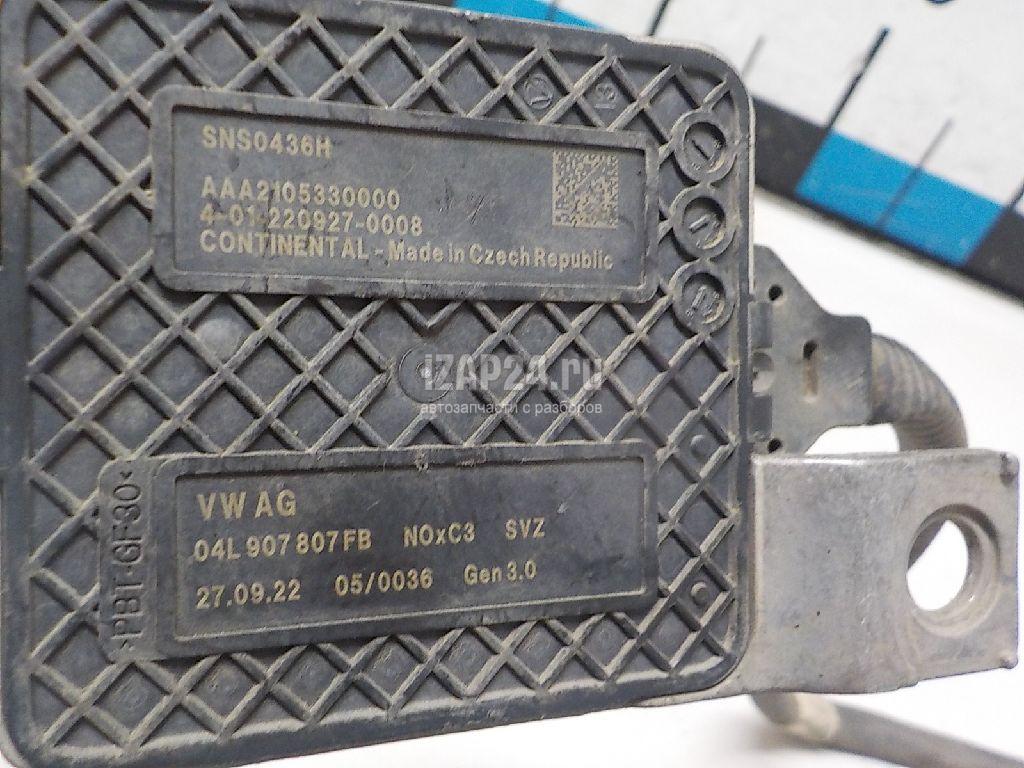 SNS0436H
AAA2105330000
4-01-220927-0008
CONTINENTAL - Made in Czech Republic
iZAP24.ru
автозапчасти с разборов
>PBT-GF30<
VW AG
04L 907 807 FB NOxC3 SVZ
27.09.22 05/0036 Gen 3.0